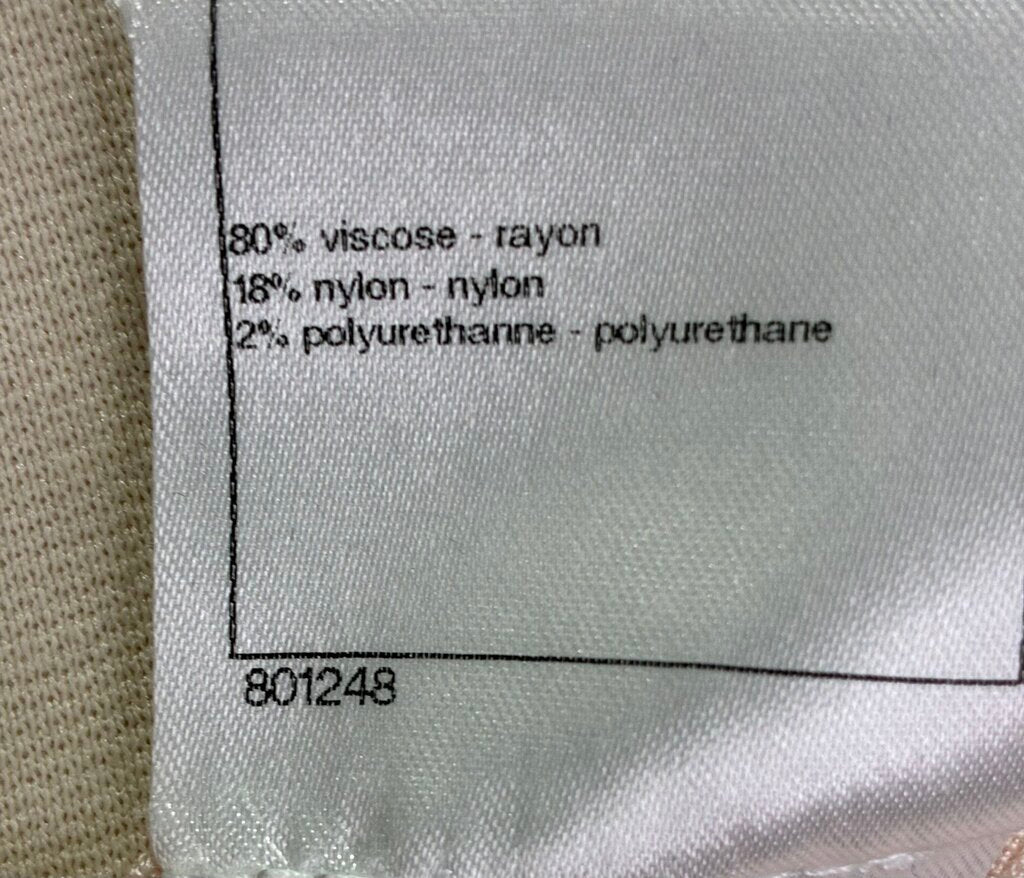 80% viscose - rayon
18% nylon - nylon
2% polyurethanne - polyurethane
801248